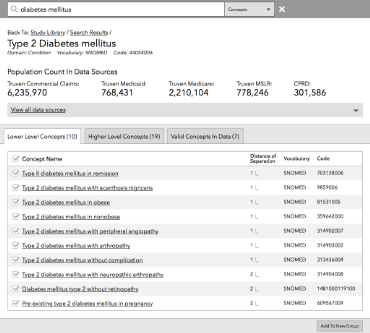 diabetes mellitus
Concepts
Back To: Study Library / Search Results /
Type 2 Diabetes mellitus
Domain: Condition Vocabulary: SNOMED Code: 44054006
Population Count In Data Sources
Truven Commercial Claims: Truven Medicaid: Truven Medicare: Truven MSLR: CPRD:
6,235,970 768,431 2,210,104 778,246 301,586
View all data sources
Lower Level Concepts (10) Higher Level Concepts (19) Valid Concepts In Data (7)
Concept Name Distance of Separation Vocabulary Code
Type II diabetes mellitus in remission 1 SNOMED 703138006
Type 2 diabetes mellitus with acanthosis nigricans 1 SNOMED 9859006
Type 2 diabetes mellitus in obese 1 SNOMED 81531005
Type 2 diabetes mellitus in nonobese 1 SNOMED 359642000
Type 2 diabetes mellitus with peripheral angiopathy 1 SNOMED 314902007
Type 2 diabetes mellitus with arthropathy 1 SNOMED 314903002
Type 2 diabetes mellitus without complication 1 SNOMED 313436004
Type 2 diabetes mellitus with neuropathic arthropathy 2 SNOMED 314904008
Diabetes mellitus type 2 without retinopathy 2 SNOMED 1481000119100
Pre-existing type 2 diabetes mellitus in pregnancy 2 SNOMED 609567009
Add To New Group